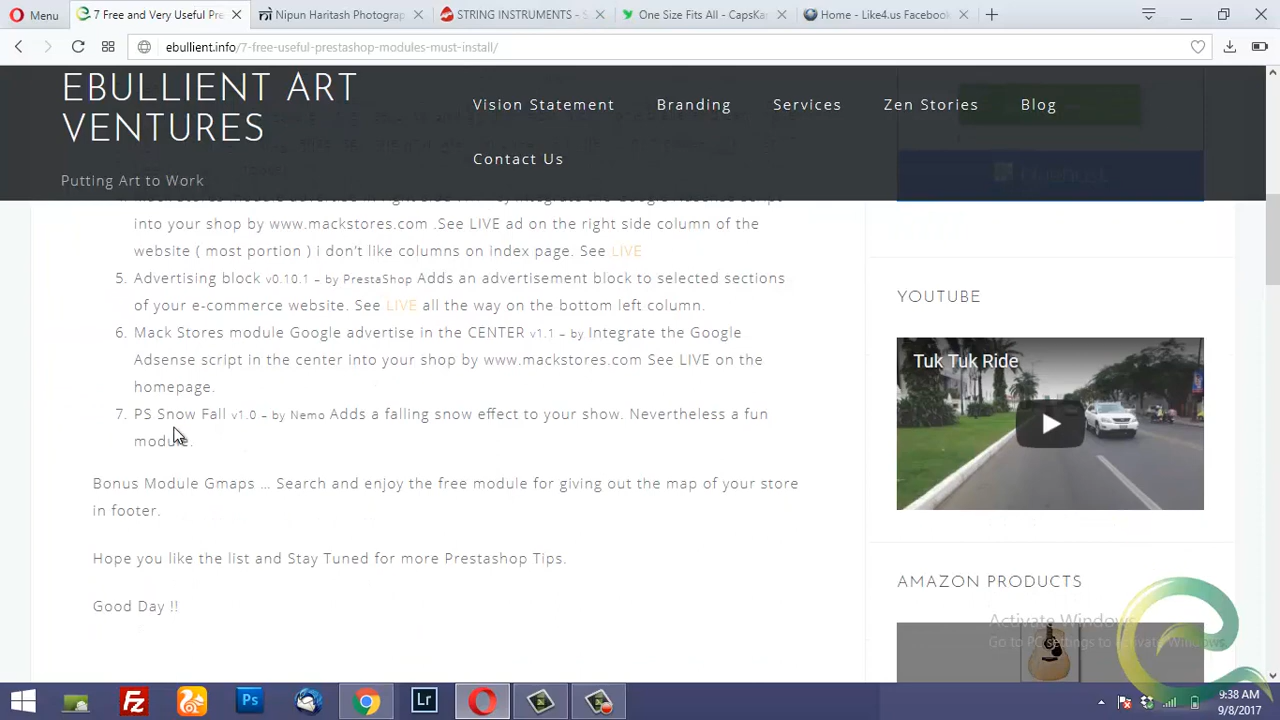 Menu
7 Free and Very Useful Pre
Nipun Haritash Photograp
STRING INSTRUMENTS - S
One Size Fits All - CapsKa
Home - Like4.us Facebook
ebullient.info/7-free-useful-prestashop-modules-must-install/
EBULLIENT ART
VENTURES
Putting Art to Work
Vision Statement
Branding
Services
Zen Stories
Blog
Contact Us
into your shop by www.mackstores.com .See LIVE ad on the right side column of the
website ( most portion ) i don't like columns on index page. See LIVE
5. Advertising block v0.10.1 – by PrestaShop Adds an advertisement block to selected sections
of your e-commerce website. See LIVE all the way on the bottom left column.
6. Mack Stores module Google advertise in the CENTER v1.1 – by Integrate the Google
Adsense script in the center into your shop by www.mackstores.com See LIVE on the
homepage.
7. PS Snow Fall v1.0 – by Nemo Adds a falling snow effect to your show. Nevertheless a fun
module.
Bonus Module Gmaps … Search and enjoy the free module for giving out the map of your store
in footer.
Hope you like the list and Stay Tuned for more Prestashop Tips.
Good Day !!
YOUTUBE
Tuk Tuk Ride
AMAZON PRODUCTS
Activate Windows
Go to PC settings to activate Windows.
Ps
Lr
9:38 AM
9/8/2017